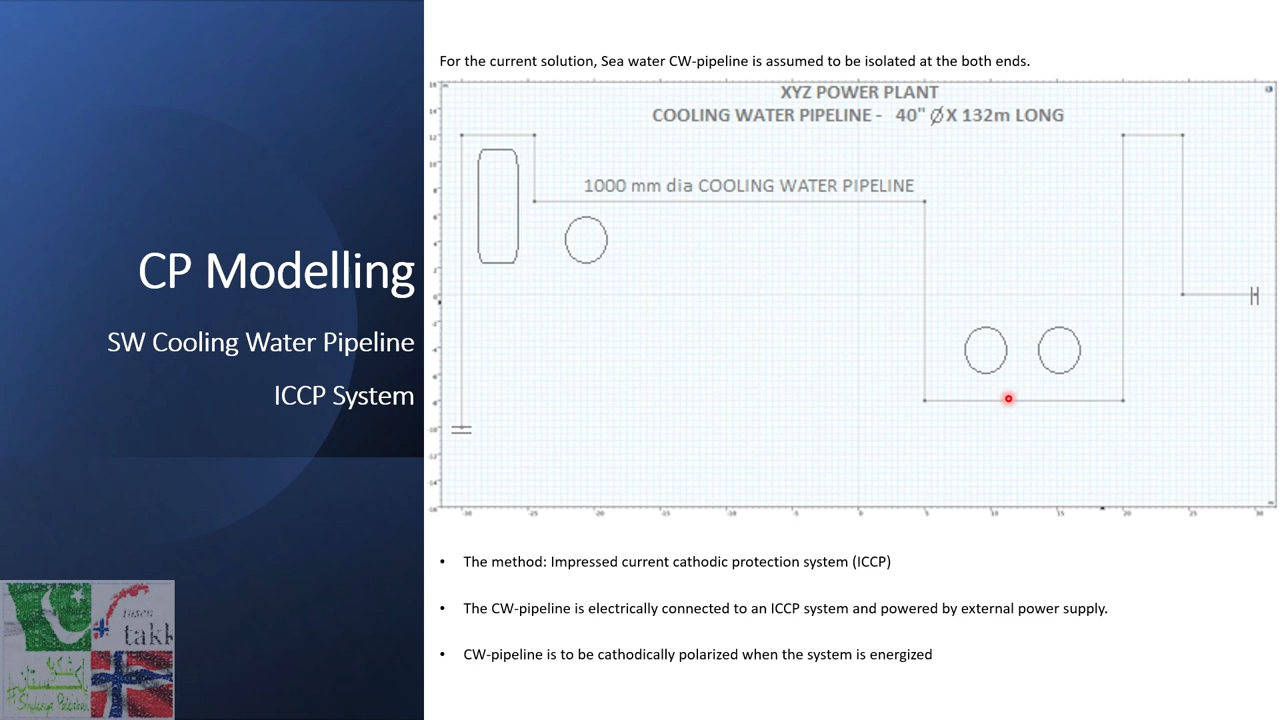 For the current solution, Sea water CW-pipeline is assumed to be isolated at the both ends.
XYZ POWER PLANT
COOLING WATER PIPELINE - 40" Ø X 132m LONG
1000 mm dia COOLING WATER PIPELINE
CP Modelling
SW Cooling Water Pipeline
ICCP System
• The method: Impressed current cathodic protection system (ICCP)
• The CW-pipeline is electrically connected to an ICCP system and powered by external power supply.
• CW-pipeline is to be cathodically polarized when the system is energized
takk